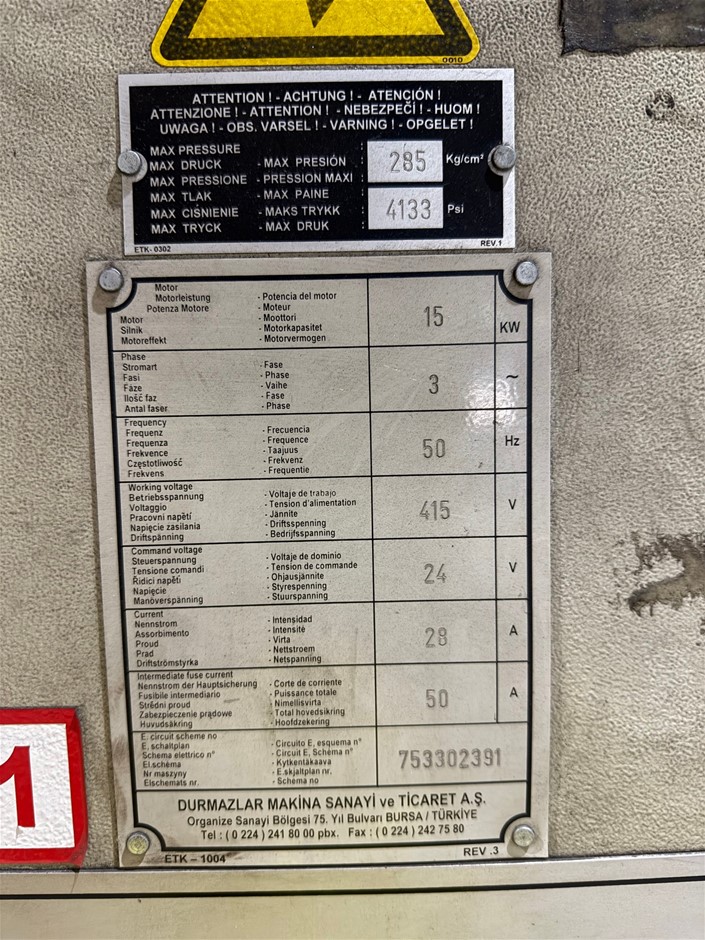 0010
ATTENTION ! - ACHTUNG ! - ATENCIÓN !
ATTENZIONE ! - ATTENTION ! - NEBEZPEČÍ ! - HUOM !
UWAGA ! - OBS. VARSEL ! - VARNING ! - OPGELET !
MAX PRESSURE
MAX DRUCK - MAX PRESIÓN
MAX PRESSIONE - PRESSION MAXI
285 Kg/cm²
MAX TLAK - MAX PAINE
MAX CIŚNIENIE - MAKS TRYKK
MAX TRYCK - MAX DRUK
4133 Psi
ETK- 0302 REV.1
Motor
Motorleistung - Potencia del motor
Potenza Motore - Moteur
Motor - Moottori
Silnik - Motorkapasitet
Motoreffekt - Motorvermogen
15 KW
Phase
Stromart - Fase
Fasi - Phase
Fáze - Vaihe
Ilość faz - Fase
Antal faser - Phase
3 ~
Frequency
Frequenz - Frecuencia
Frequenza - Frequence
Frekvence - Taajuus
Częstotliwość - Frekvenz
Frekvens - Frequentie
50 Hz
Working voltage
Betriebsspannung - Voltaje de trabajo
Voltaggio - Tension d'alimentation
Pracovni napětí - Jännite
Napięcie zasilania - Driftsspenning
Driftspänning - Bedrijfsspanning
415 V
Command voltage
Steuerspannung - Voltaje de dominio
Tensione comandi - Tension de commande
Řidici napěti - Ohjausjännite
Napięcie - Styrespenning
Manöverspänning - Stuurspanning
24 V
Current
Nennstrom - Intensidad
Assorbimento - Intensité
Proud - Virta
Prad - Nettstroem
Driftströmstyrka - Netspanning
28 A
Intermediate fuse current
Nennstrom der Hauptsicherung - Corte de corriente
Fusibile intermediario - Puissance totale
Střední proud - Nimellisvirta
Zabezpieczenie prądowe - Total hovedsikring
Huvudsäkring - Hoofdzekering
50 A
E. circuit scheme no
E. schaltplan - Circuito E. esquema n°
Schema elettrico n° - Circuit E. Schema n°
El.schéma - Kytkentäkaava
Nr maszyny - E.skjaltplan nr.
Elschemats nr. - Schema no
753302391
DURMAZLAR MAKİNA SANAYİ ve TİCARET A.Ş.
Organize Sanayi Bölgesi 75. Yıl Bulvarı BURSA / TÜRKİYE
Tel : ( 0 224 ) 241 80 00 pbx. Fax : ( 0 224 ) 242 75 80
ETK – 1004 REV .3
1